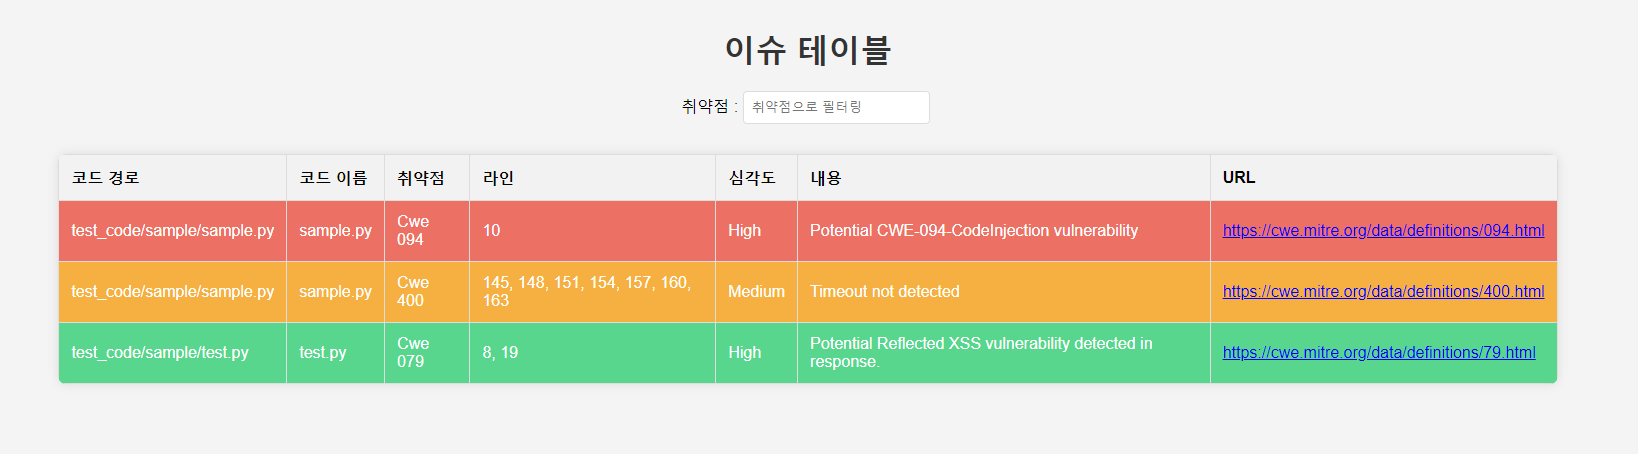 이슈 테이블
취약점 : 취약점으로 필터링
코드 경로 코드 이름 취약점 라인 심각도 내용 URL
test_code/sample/sample.py sample.py Cwe 094 10 High Potential CWE-094-CodeInjection vulnerability https://cwe.mitre.org/data/definitions/094.html
test_code/sample/sample.py sample.py Cwe 400 145, 148, 151, 154, 157, 160, 163 Medium Timeout not detected https://cwe.mitre.org/data/definitions/400.html
test_code/sample/test.py test.py Cwe 079 8, 19 High Potential Reflected XSS vulnerability detected in response. https://cwe.mitre.org/data/definitions/79.html